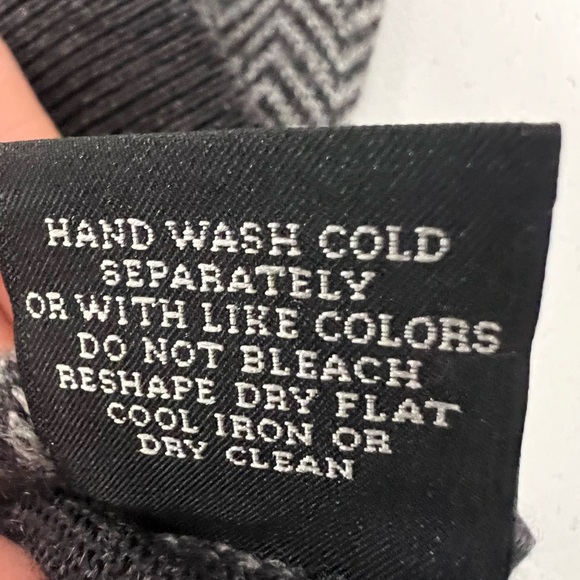 HAND WASH COLD
SEPARATELY
OR WITH LIKE COLORS
DO NOT BLEACH
RESHAPE DRY FLAT
COOL IRON OR
DRY CLEAN